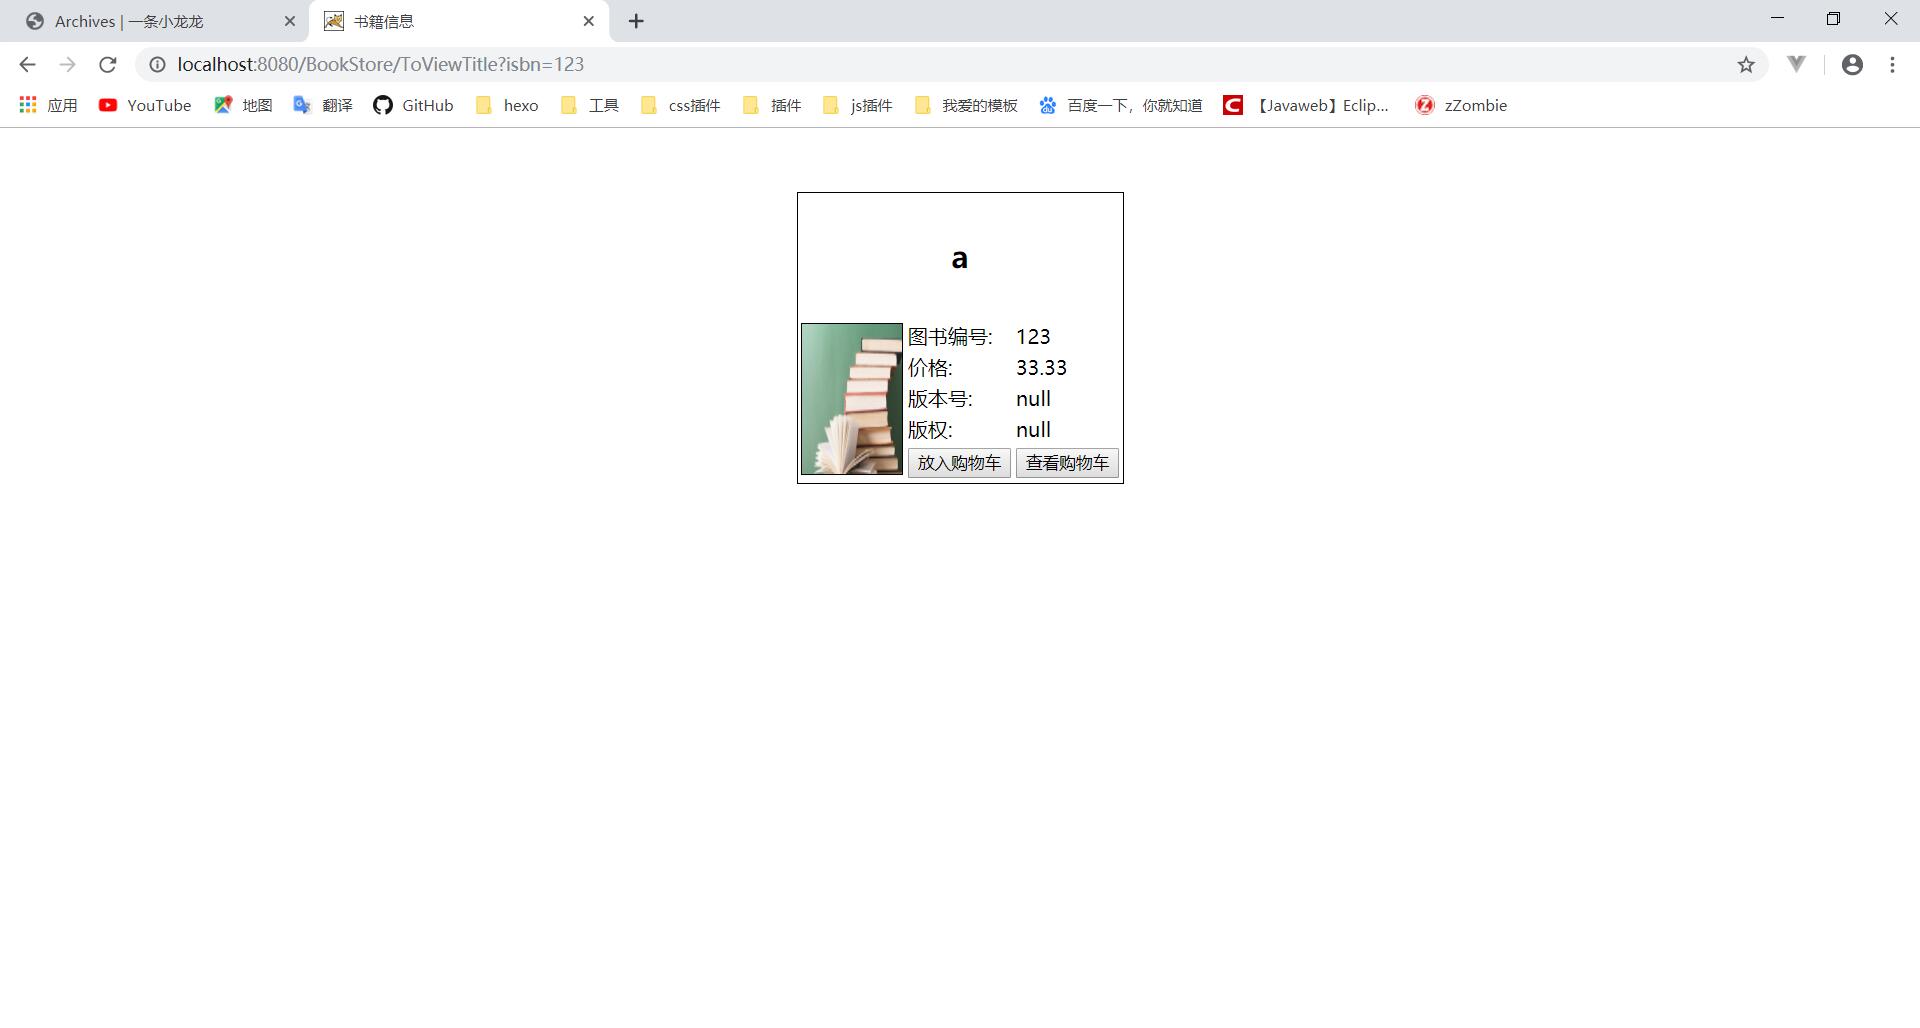 Archives | 一条小龙龙
书籍信息
localhost:8080/BookStore/ToViewTitle?isbn=123
应用 YouTube 地图 翻译 GitHub hexo 工具 css插件 插件 js插件 我爱的模板 百度一下，你就知道 【Javaweb】Eclip... zZombie
a
图书编号: 123
价格: 33.33
版本号: null
版权: null
放入购物车 查看购物车